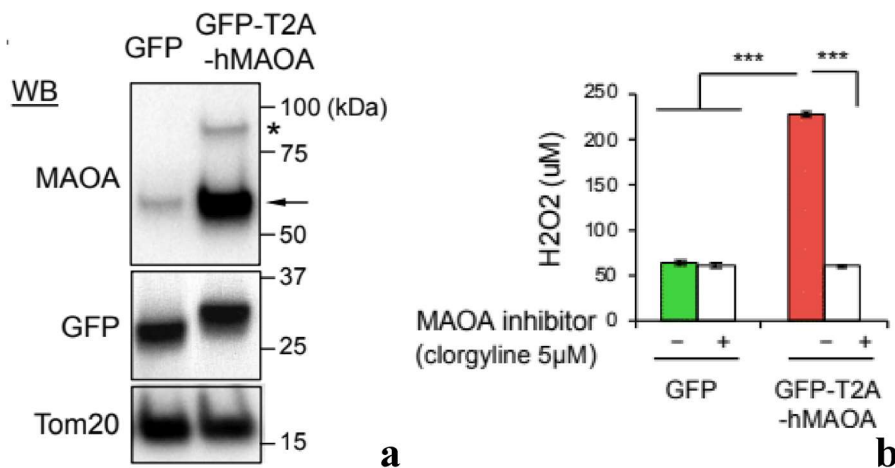 GFP
GFP-T2A
-hMAOA
WB
100 (kDa)
*
75
MAOA
50
37
GFP
25
Tom20
15
a
***
***
250
200
150
100
50
0
H2O2 (uM)
MAOA inhibitor
(clorgyline 5μM)
– + – +
GFP
GFP-T2A
-hMAOA
b